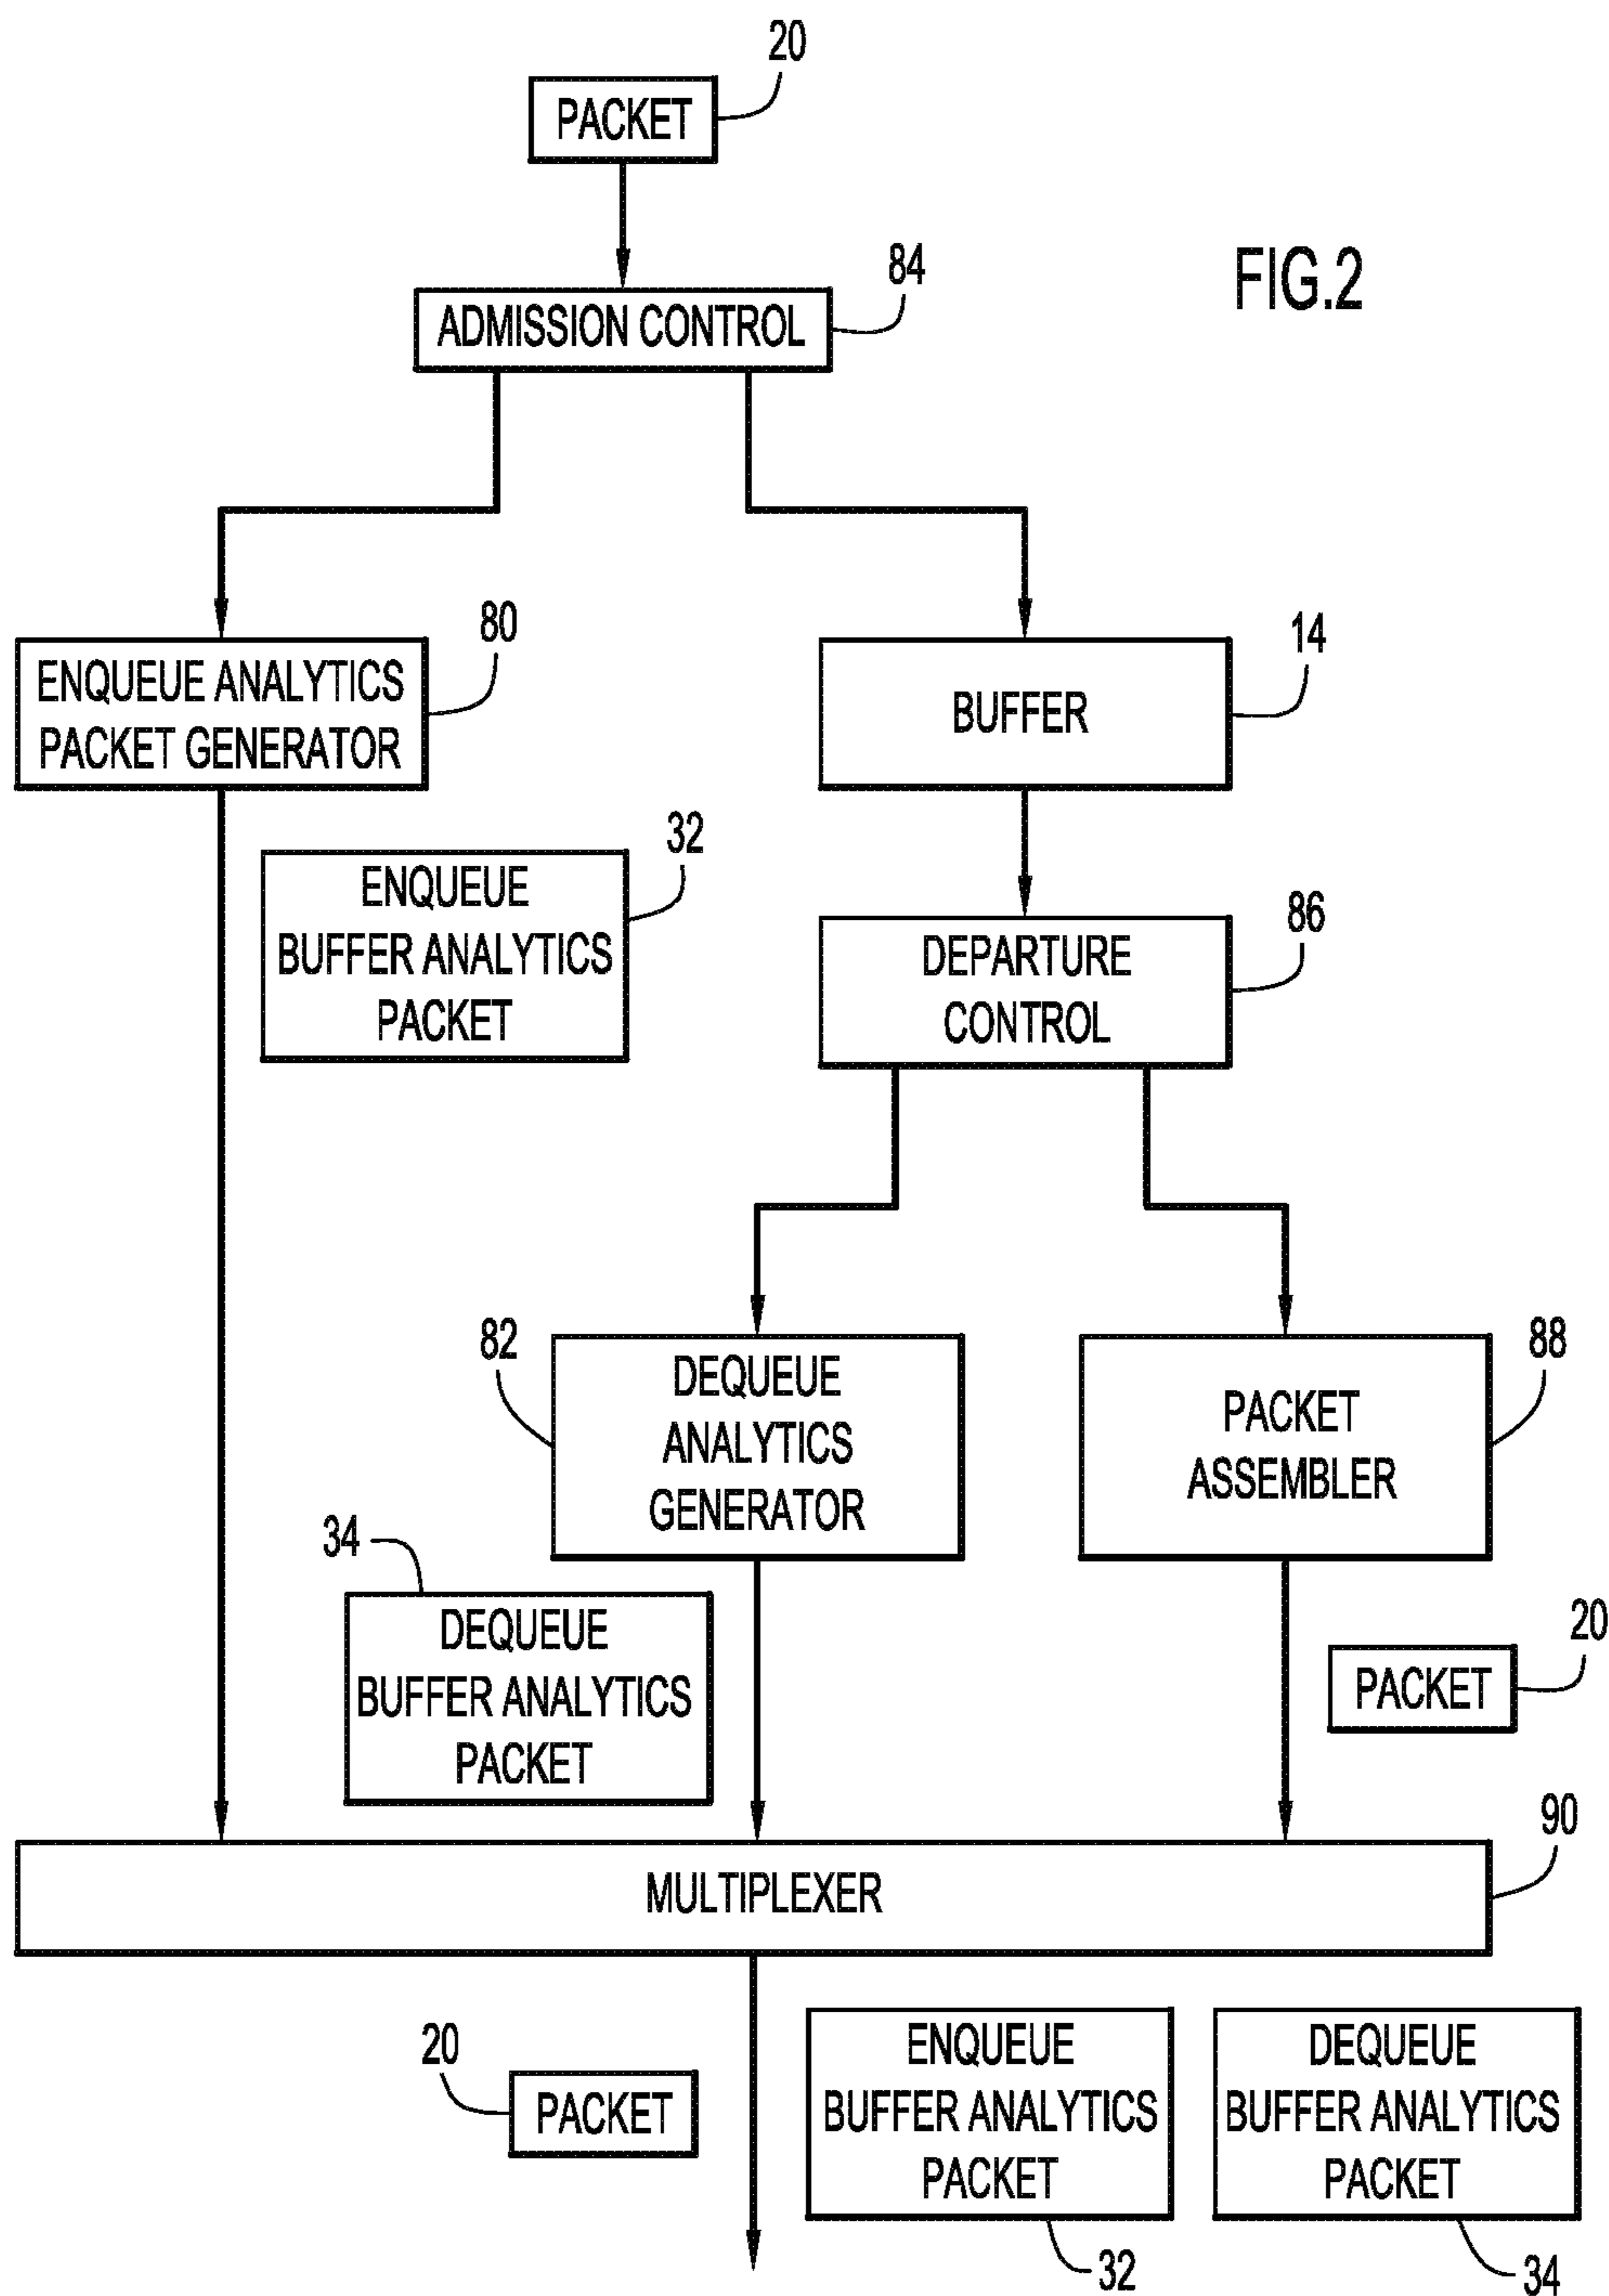 20
PACKET
84
FIG.2
ADMISSION CONTROL
80
ENQUEUE ANALYTICS
PACKET GENERATOR
14
BUFFER
32
ENQUEUE
BUFFER ANALYTICS
PACKET
86
DEPARTURE
CONTROL
82
DEQUEUE
ANALYTICS
GENERATOR
88
PACKET
ASSEMBLER
34
DEQUEUE
BUFFER ANALYTICS
PACKET
20
PACKET
90
MULTIPLEXER
20
PACKET
ENQUEUE
BUFFER ANALYTICS
PACKET
32
DEQUEUE
BUFFER ANALYTICS
PACKET
34